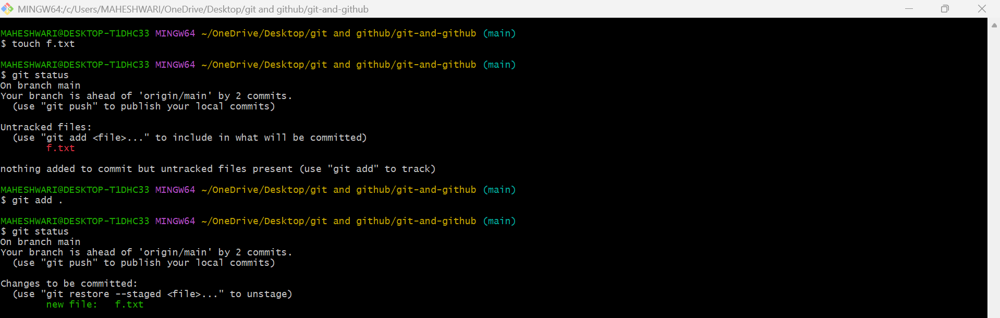 MINGW64:/c/Users/MAHESHWARI/OneDrive/Desktop/git and github/git-and-github
MAHESHWARI@DESKTOP-T1DHC33 MINGW64 ~/OneDrive/Desktop/git and github/git-and-github (main)
$ touch f.txt
MAHESHWARI@DESKTOP-T1DHC33 MINGW64 ~/OneDrive/Desktop/git and github/git-and-github (main)
$ git status
On branch main
Your branch is ahead of 'origin/main' by 2 commits.
  (use "git push" to publish your local commits)
Untracked files:
  (use "git add <file>..." to include in what will be committed)
        f.txt
nothing added to commit but untracked files present (use "git add" to track)
MAHESHWARI@DESKTOP-T1DHC33 MINGW64 ~/OneDrive/Desktop/git and github/git-and-github (main)
$ git add .
MAHESHWARI@DESKTOP-T1DHC33 MINGW64 ~/OneDrive/Desktop/git and github/git-and-github (main)
$ git status
On branch main
Your branch is ahead of 'origin/main' by 2 commits.
  (use "git push" to publish your local commits)
Changes to be committed:
  (use "git restore --staged <file>..." to unstage)
        new file:   f.txt